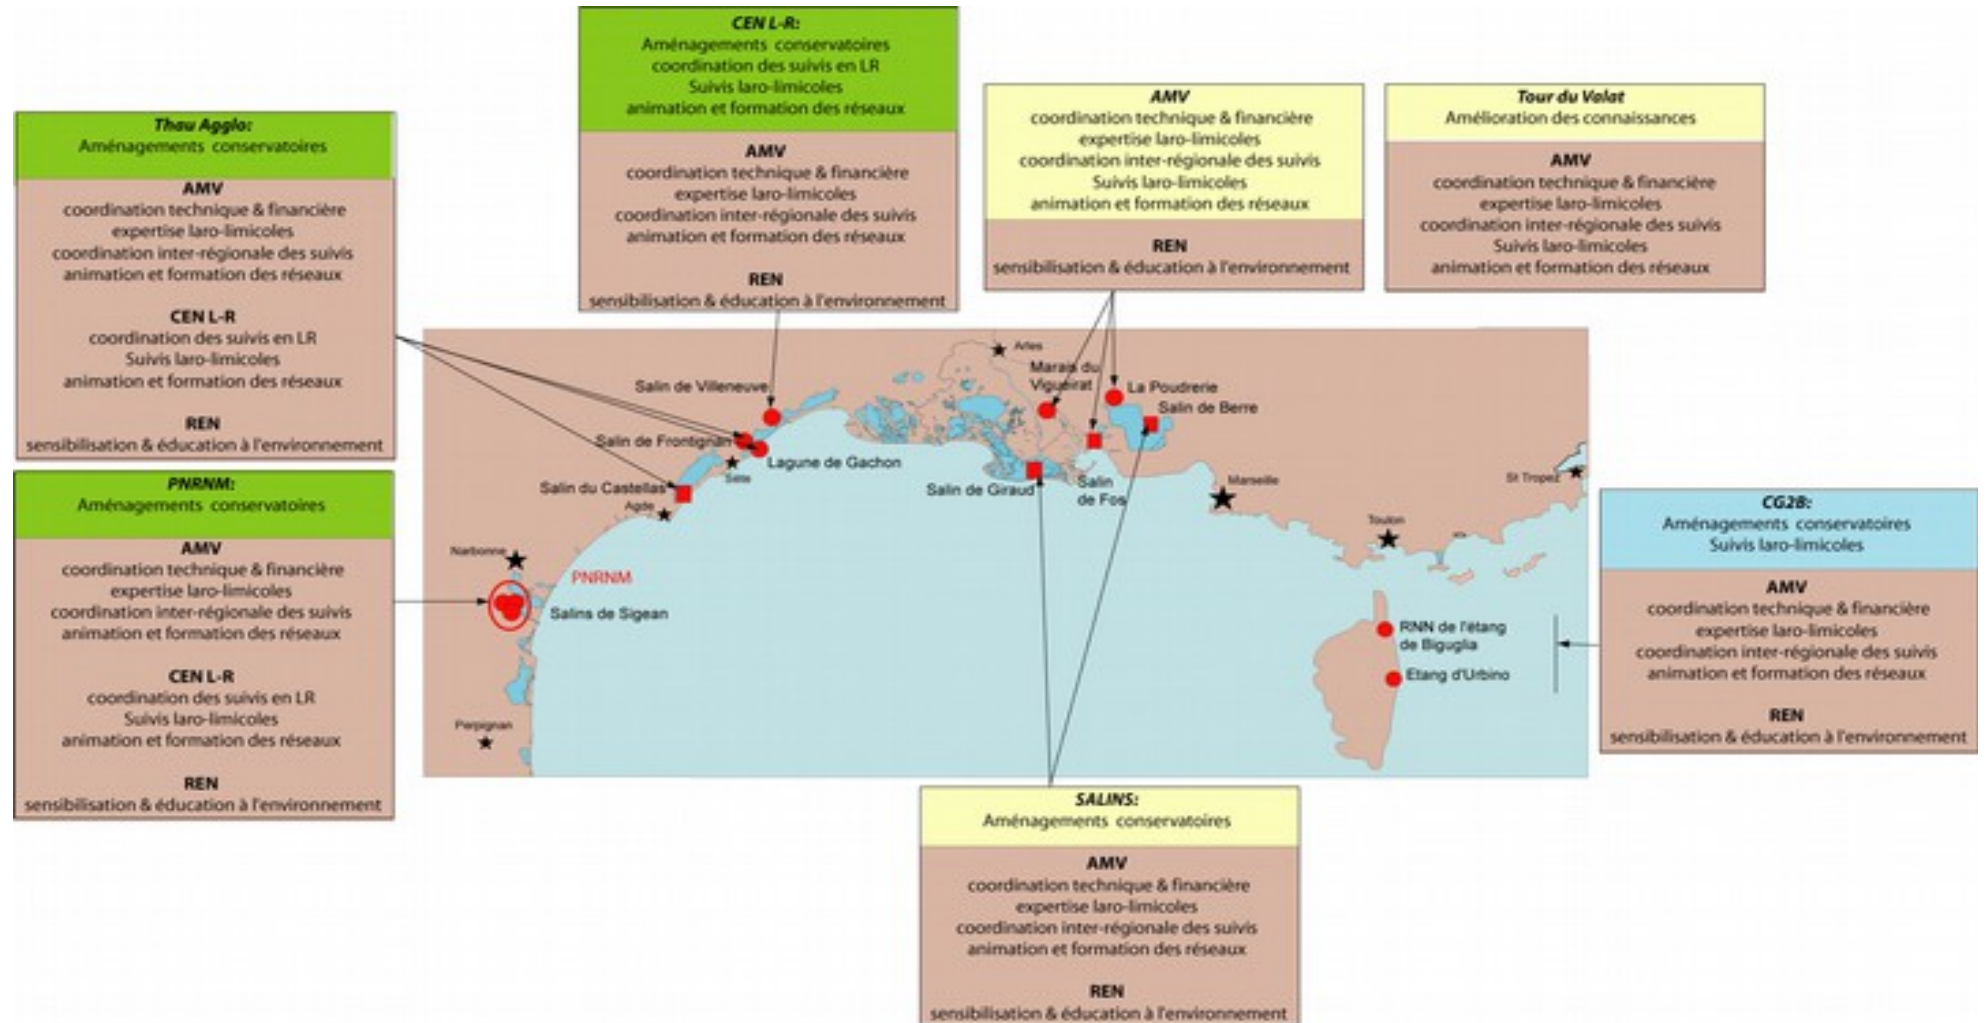 CEN L-R:
Aménagements conservatoires
coordination des suivis en LR
Suivis laro-limicoles
animation et formation des réseaux
AMV
coordination technique & financière
expertise laro-limicoles
coordination inter-régionale des suivis
animation et formation des réseaux
REN
sensibilisation & éducation à l'environnement
AMV
coordination technique & financière
expertise laro-limicoles
coordination inter-régionale des suivis
Suivis laro-limicoles
animation et formation des réseaux
REN
sensibilisation & éducation à l'environnement
Tour du Valat
Amélioration des connaissances
AMV
coordination technique & financière
expertise laro-limicoles
coordination inter-régionale des suivis
Suivis laro-limicoles
animation et formation des réseaux
Thau Agglo:
Aménagements conservatoires
AMV
coordination technique & financière
expertise laro-limicoles
coordination inter-régionale des suivis
animation et formation des réseaux
CEN L-R
coordination des suivis en LR
Suivis laro-limicoles
animation et formation des réseaux
REN
sensibilisation & éducation à l'environnement
PNRNM:
Aménagements conservatoires
AMV
coordination technique & financière
expertise laro-limicoles
coordination inter-régionale des suivis
animation et formation des réseaux
CEN L-R
coordination des suivis en LR
Suivis laro-limicoles
animation et formation des réseaux
REN
sensibilisation & éducation à l'environnement
Arles
Marais du
Vigueirat
La Poudrerie
Salin de Berre
Salin de Villeneuve
Salin de Frontignan
Lagune de Gachon
Sète
Salin du Castellas
Agde
Salin de Giraud
Salin
de Fos
Marseille
St Tropez
Toulon
Narbonne
PNRNM
Salins de Sigean
Perpignan
RNN de l'étang
de Biguglia
Etang d'Urbino
CG2B:
Aménagements conservatoires
Suivis laro-limicoles
AMV
coordination technique & financière
expertise laro-limicoles
coordination inter-régionale des suivis
animation et formation des réseaux
REN
sensibilisation & éducation à l'environnement
SALINS:
Aménagements conservatoires
AMV
coordination technique & financière
expertise laro-limicoles
coordination inter-régionale des suivis
animation et formation des réseaux
REN
sensibilisation & éducation à l'environnement